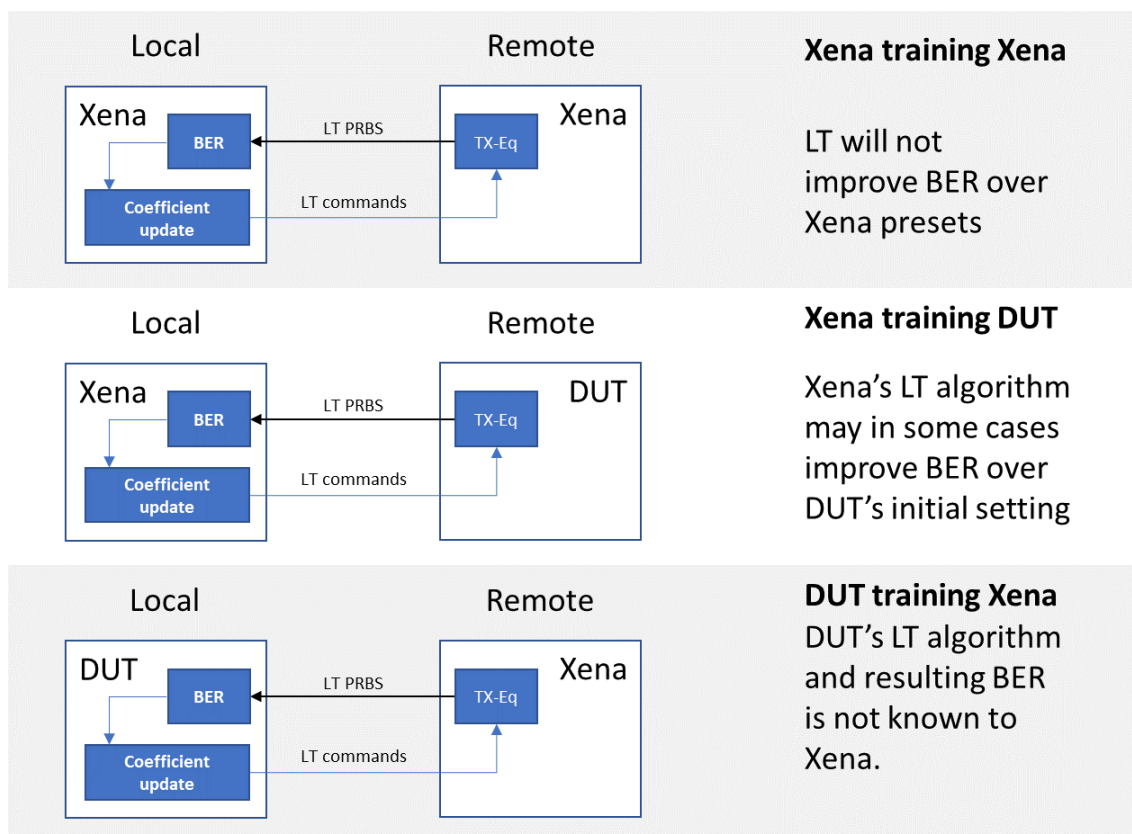 Local
Remote
Xena training Xena
Xena
BER
LT PRBS
TX-Eq
Xena
Coefficient
update
LT commands
LT will not
improve BER over
Xena presets
Local
Remote
Xena training DUT
Xena
BER
LT PRBS
TX-Eq
DUT
Coefficient
update
LT commands
Xena’s LT algorithm
may in some cases
improve BER over
DUT’s initial setting
Local
Remote
DUT training Xena
DUT
BER
LT PRBS
TX-Eq
Xena
Coefficient
update
LT commands
DUT’s LT algorithm
and resulting BER
is not known to
Xena.